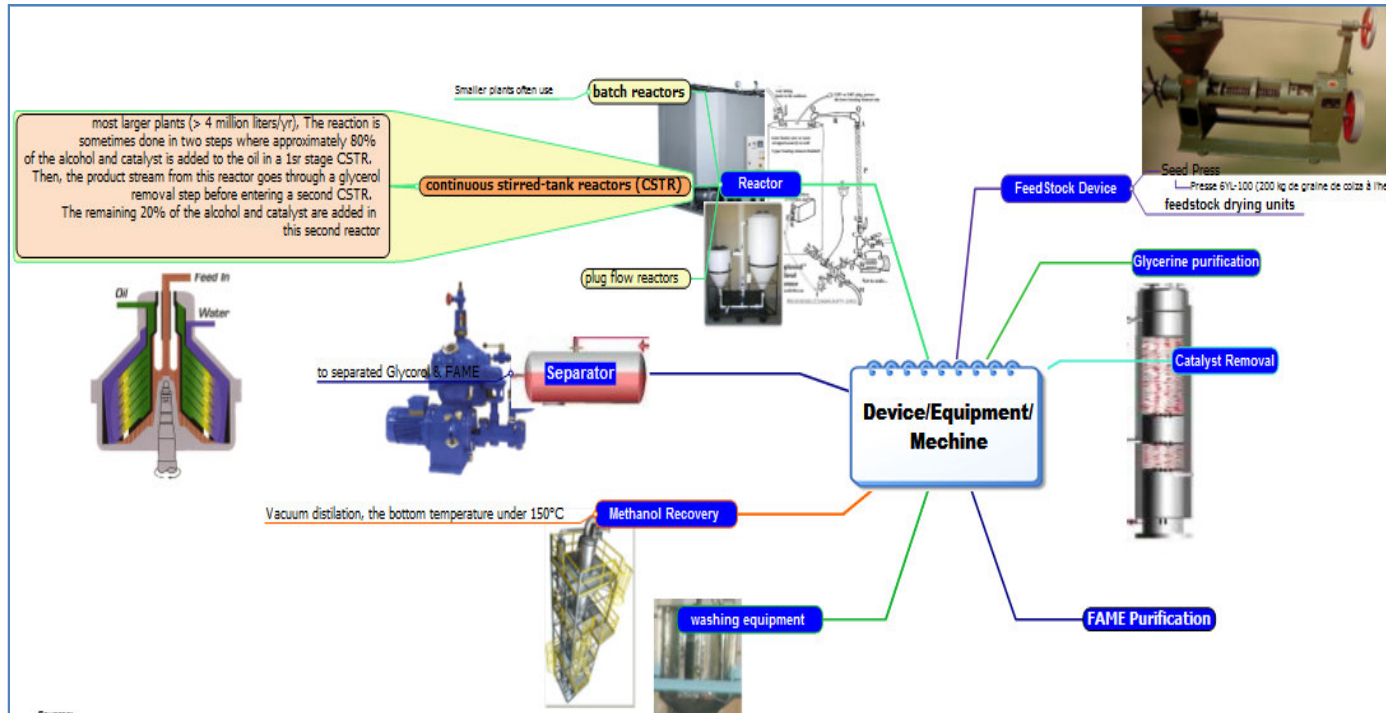 Smaller plants often use
batch reactors
most larger plants (> 4 million liters/yr), The reaction is
sometimes done in two steps where approximately 80%
of the alcohol and catalyst is added to the oil in a 1sr stage CSTR.
Then, the product stream from this reactor goes through a glycerol
removal step before entering a second CSTR.
The remaining 20% of the alcohol and catalyst are added in
this second reactor
continuous stirred-tank reactors (CSTR)
Reactor
plug flow reactors
FeedStock Device
Seed Press
Presse 6YL-100 (200 kg de graine de colza à l'he
feedstock drying units
Glycerine purification
Catalyst Removal
Feed In
Oil
Water
to separated Glycorol & FAME
Separator
Device/Equipment/
Mechine
Vacuum distilation, the bottom temperature under 150°C
Methanol Recovery
washing equipment
FAME Purification